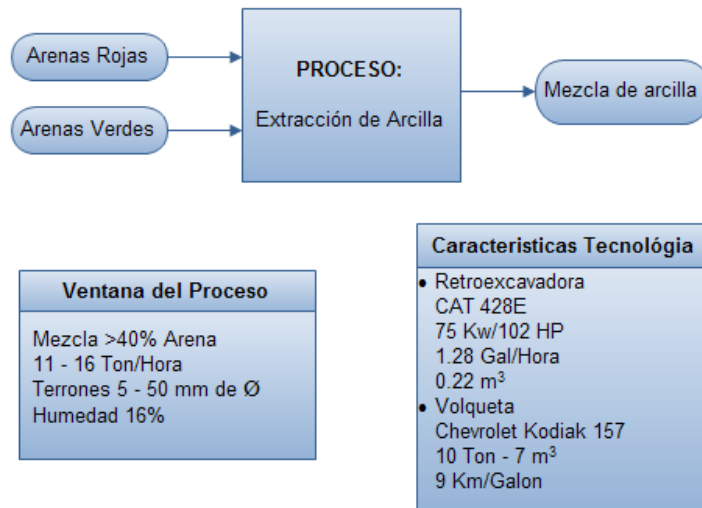 Arenas Rojas
Arenas Verdes
PROCESO:
Extracción de Arcilla
Mezcla de arcilla
Ventana del Proceso
Mezcla >40% Arena
11 - 16 Ton/Hora
Terrones 5 - 50 mm de Ø
Humedad 16%
Caracteristicas Tecnológia
• Retroexcavadora
CAT 428E
75 Kw/102 HP
1.28 Gal/Hora
0.22 m³
• Volqueta
Chevrolet Kodiak 157
10 Ton - 7 m³
9 Km/Galon